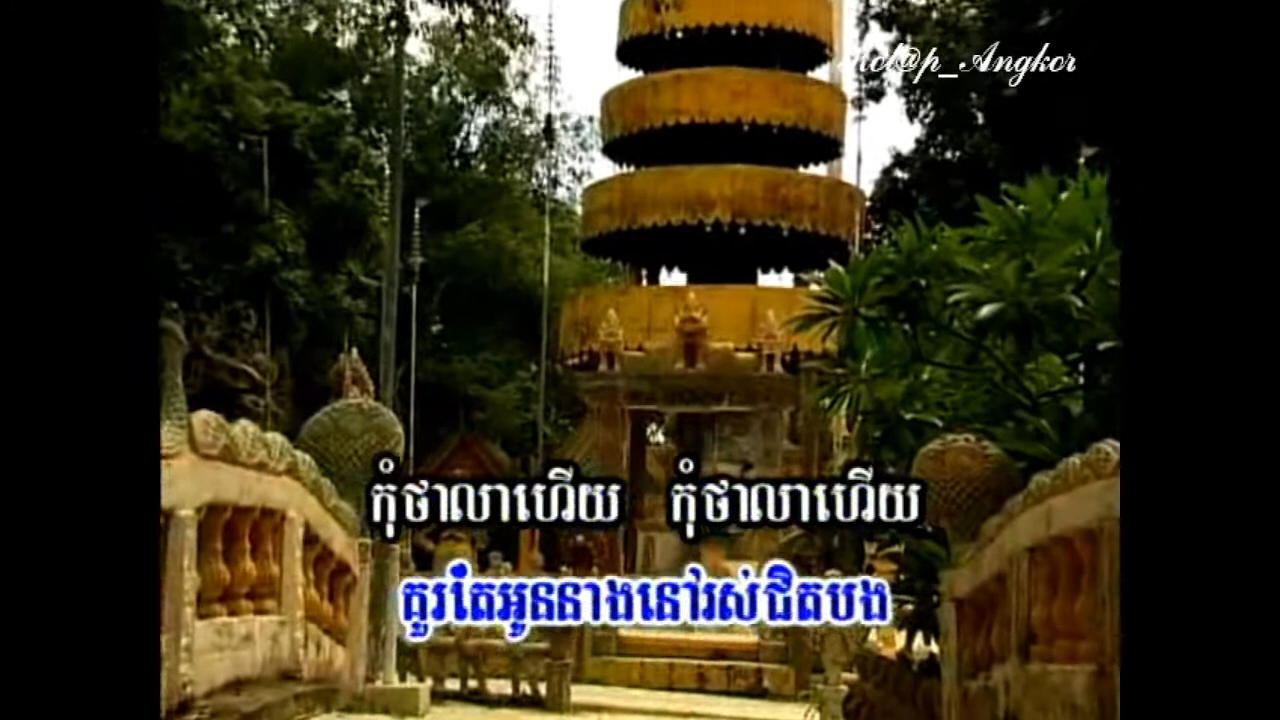 _Angkor
កុំថាលាហើយ កុំថាលាហើយ
គួរតែអូននាងនៅរស់ជិតបង